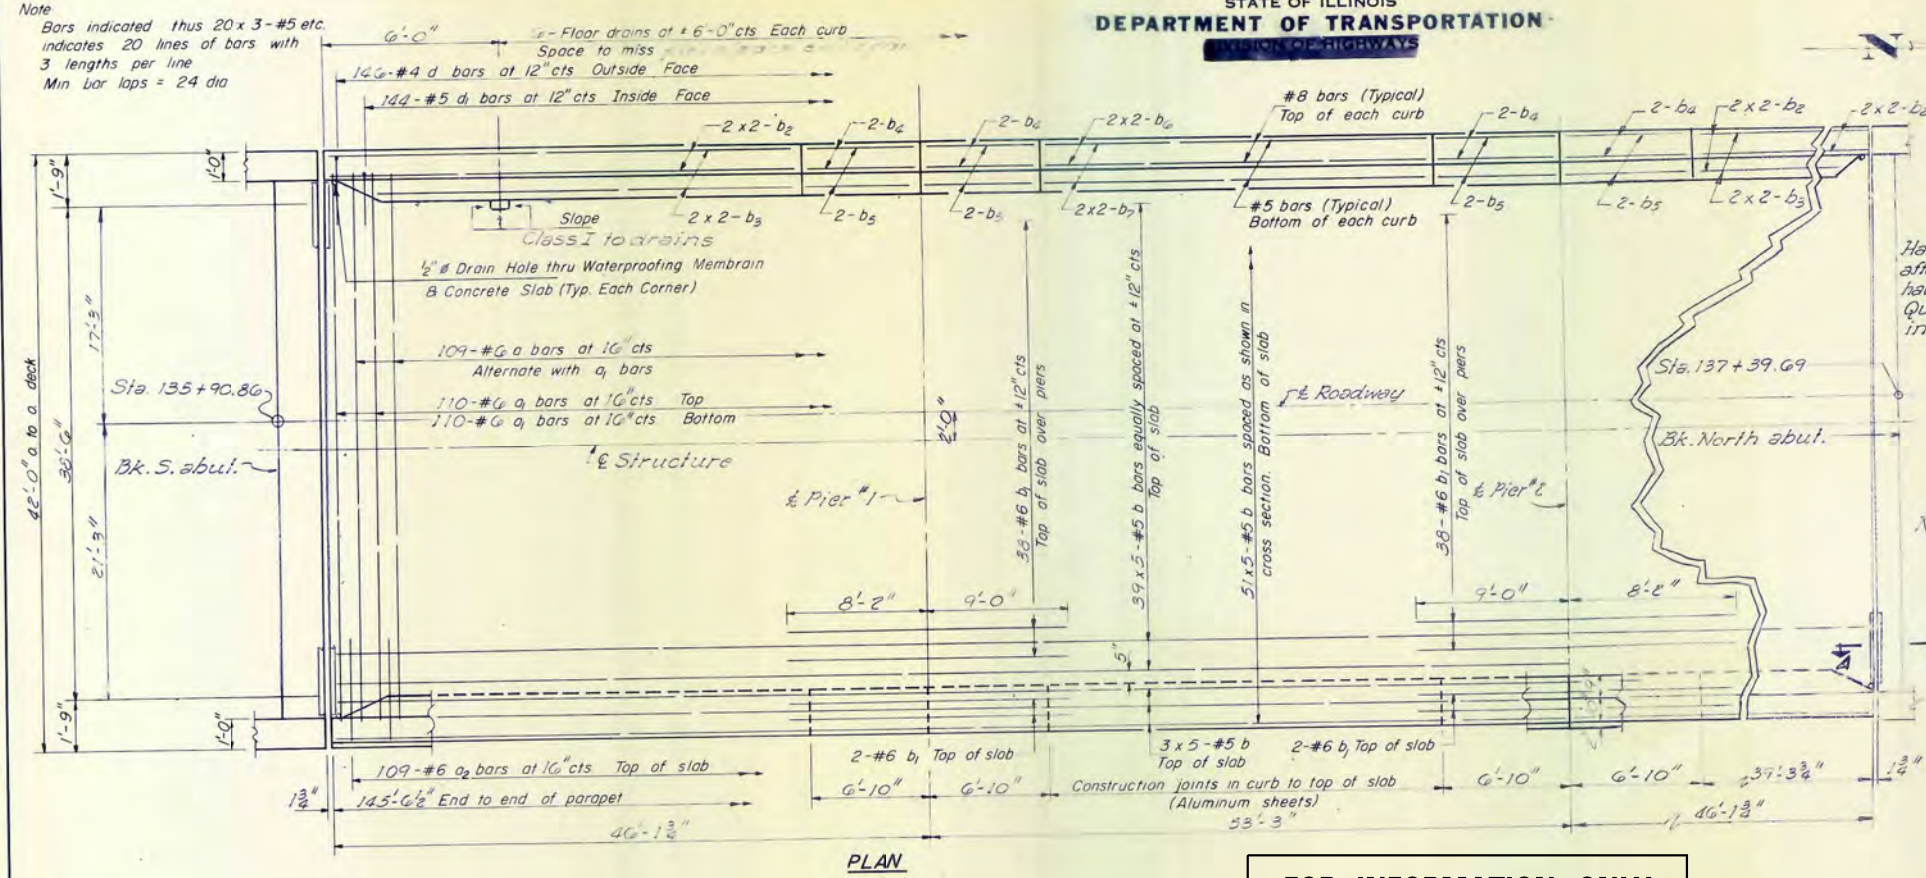 STATE OF ILLINOIS
DEPARTMENT OF TRANSPORTATION
DIVISION OF HIGHWAYS
N
Note
Bars indicated thus 20 x 3 - #5 etc.
indicates 20 lines of bars with
3 lengths per line
Min bar laps = 24 dia
6'-0"
6 - Floor drains at ± 6'-0" cts Each curb
Space to miss
146 - #4 d bars at 12" cts Outside Face
144 - #5 d₁ bars at 12" cts Inside Face
#8 bars (Typical)
Top of each curb
2 x 2 - b₂
2 - b₄
2 - b₄
2 x 2 - b₆
2 - b₄
2 - b₄
2 x 2 - b₂
2 x 2 - b₂
1'-0"
1'-9"
2 x 2 - b₃
2 - b₅
2 - b₅
2 x 2 - b₇
#5 bars (Typical)
Bottom of each curb
2 - b₅
2 - b₅
2 x 2 - b₃
Slope
Class I to drains
½" ø Drain Hole thru Waterproofing Membrain
& Concrete Slab (Typ. Each Corner)
42'-0" o. to o. deck
38'-6"
17'-3"
21'-3"
109 - #6 a bars at 16" cts
Alternate with a₁ bars
110 - #6 a₁ bars at 16" cts Top
110 - #6 a₁ bars at 16" cts Bottom
Sta. 135+90.86
Bk. S. abut.
℄ Structure
℄ Roadway
2'-0"
℄ Pier #1
38 - #6 b₁ bars at ±12" cts
Top of slab over piers
39 x 5 - #5 b bars equally spaced at ±12" cts
Top of slab
51 x 5 - #5 b bars spaced as shown in
cross section. Bottom of slab
38 - #6 b₁ bars at ±12" cts
Top of slab over piers
℄ Pier #2
Sta. 137+39.69
Bk. North abut.
8'-2"
9'-0"
9'-0"
8'-2"
5"
1'-9"
1'-0"
2 - #6 b₁ Top of slab
3 x 5 - #5 b
Top of slab
2 - #6 b₁ Top of slab
109 - #6 a₂ bars at 16" cts Top of slab
6'-10"
6'-10"
Construction joints in curb to top of slab
(Aluminum sheets)
6'-10"
6'-10"
39'-3¾"
1¾"
1¾"
145'-6½" End to end of parapet
46'-1¾"
53'-3"
46'-1¾"
PLAN
FOR INFORMATION ONLY